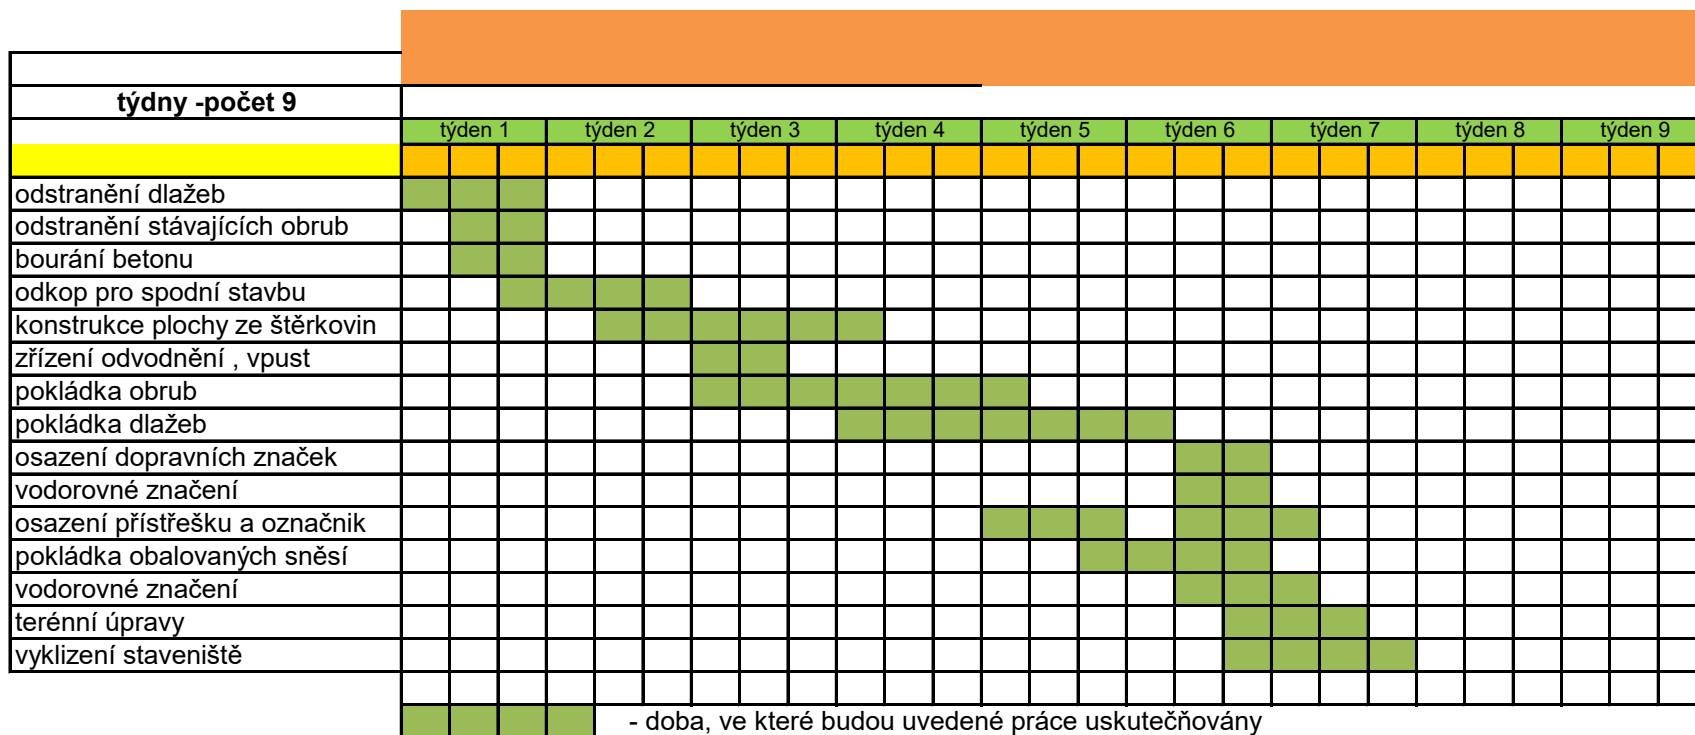 týdny -počet 9
týden 1 týden 2 týden 3 týden 4 týden 5 týden 6 týden 7 týden 8 týden 9
odstranění dlažeb
odstranění stávajících obrub
bourání betonu
odkop pro spodní stavbu
konstrukce plochy ze štěrkovin
zřízení odvodnění , vpust
pokládka obrub
pokládka dlažeb
osazení dopravních značek
vodorovné značení
osazení přístřešku a označnik
pokládka obalovaných sněsí
vodorovné značení
terénní úpravy
vyklizení staveniště
- doba, ve které budou uvedené práce uskutečňovány